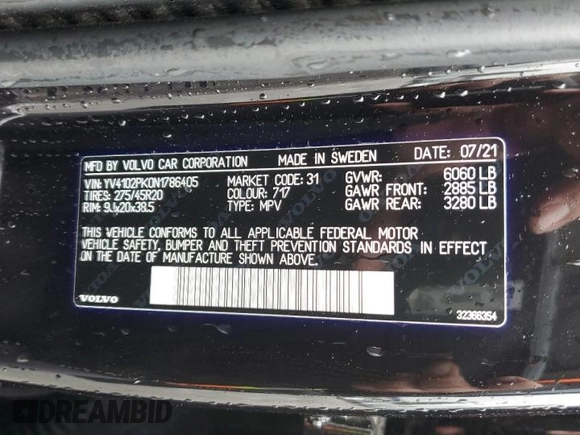 MFD BY VOLVO CAR CORPORATION MADE IN SWEDEN DATE: 07/21
VIN: YV4102PK0N1786405 MARKET CODE: 31 GVWR: 6060 LB
TIRES: 275/45R20 COLOUR: 717 GAWR FRONT: 2885 LB
RIM: 9Jx20x38.5 TYPE: MPV GAWR REAR: 3280 LB
THIS VEHICLE CONFORMS TO ALL APPLICABLE FEDERAL MOTOR
VEHICLE SAFETY, BUMPER AND THEFT PREVENTION STANDARDS IN EFFECT
ON THE DATE OF MANUFACTURE SHOWN ABOVE.
VOLVO 32388354
DREAMBID